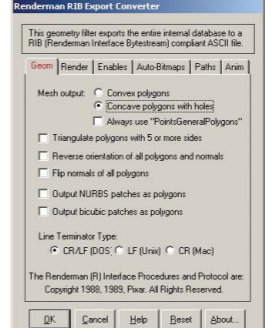 Renderman RIB Export Converter
This geometry filter exports the entire internal database to a
RIB (Renderman Interface Bytestream) compliant ASCII file.
Geom Render Enables Auto-Bitmaps Paths Anim
Mesh output: Convex polygons
Concave polygons with holes
Always use "PointsGeneralPolygons"
Triangulate polygons with 5 or more sides
Reverse orientation of all polygons and normals
Flip normals of all polygons
Output NURBS patches as polygons
Output bicubic patches as polygons
Line Terminator Type:
CR/LF (DOS) LF (Unix) CR (Mac)
The Renderman (R) Interface Procedures and Protocol are:
Copyright 1988, 1989, Pixar. All Rights Reserved.
OK Cancel Help Reset About...